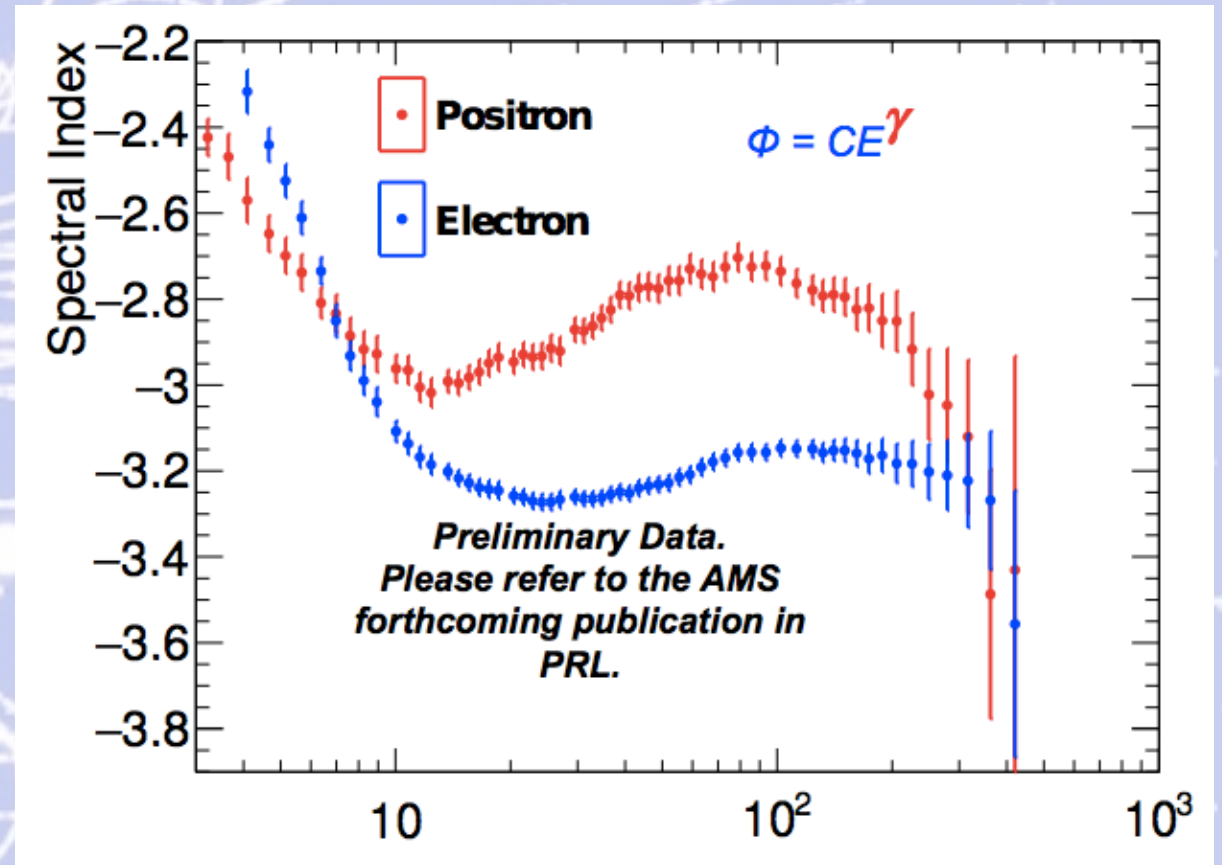 Spectral Index
−2.2
−2.4
−2.6
−2.8
−3
−3.2
−3.4
−3.6
−3.8
Positron
Electron
Φ = CE^γ
Preliminary Data.
Please refer to the AMS
forthcoming publication in
PRL.
10
10²
10³